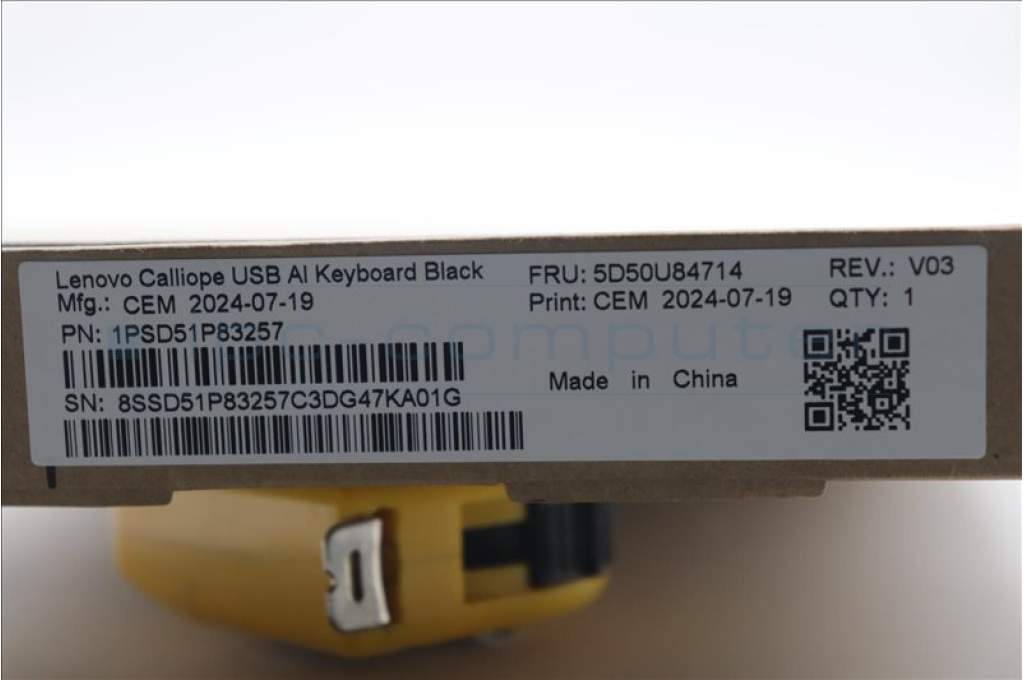 Lenovo Calliope USB AI Keyboard Black
FRU: 5D50U84714
REV.: V03
Mfg.: CEM 2024-07-19
Print: CEM 2024-07-19
QTY: 1
PN: 1PSD51P83257
Made in China
SN: 8SSD51P83257C3DG47KA01G